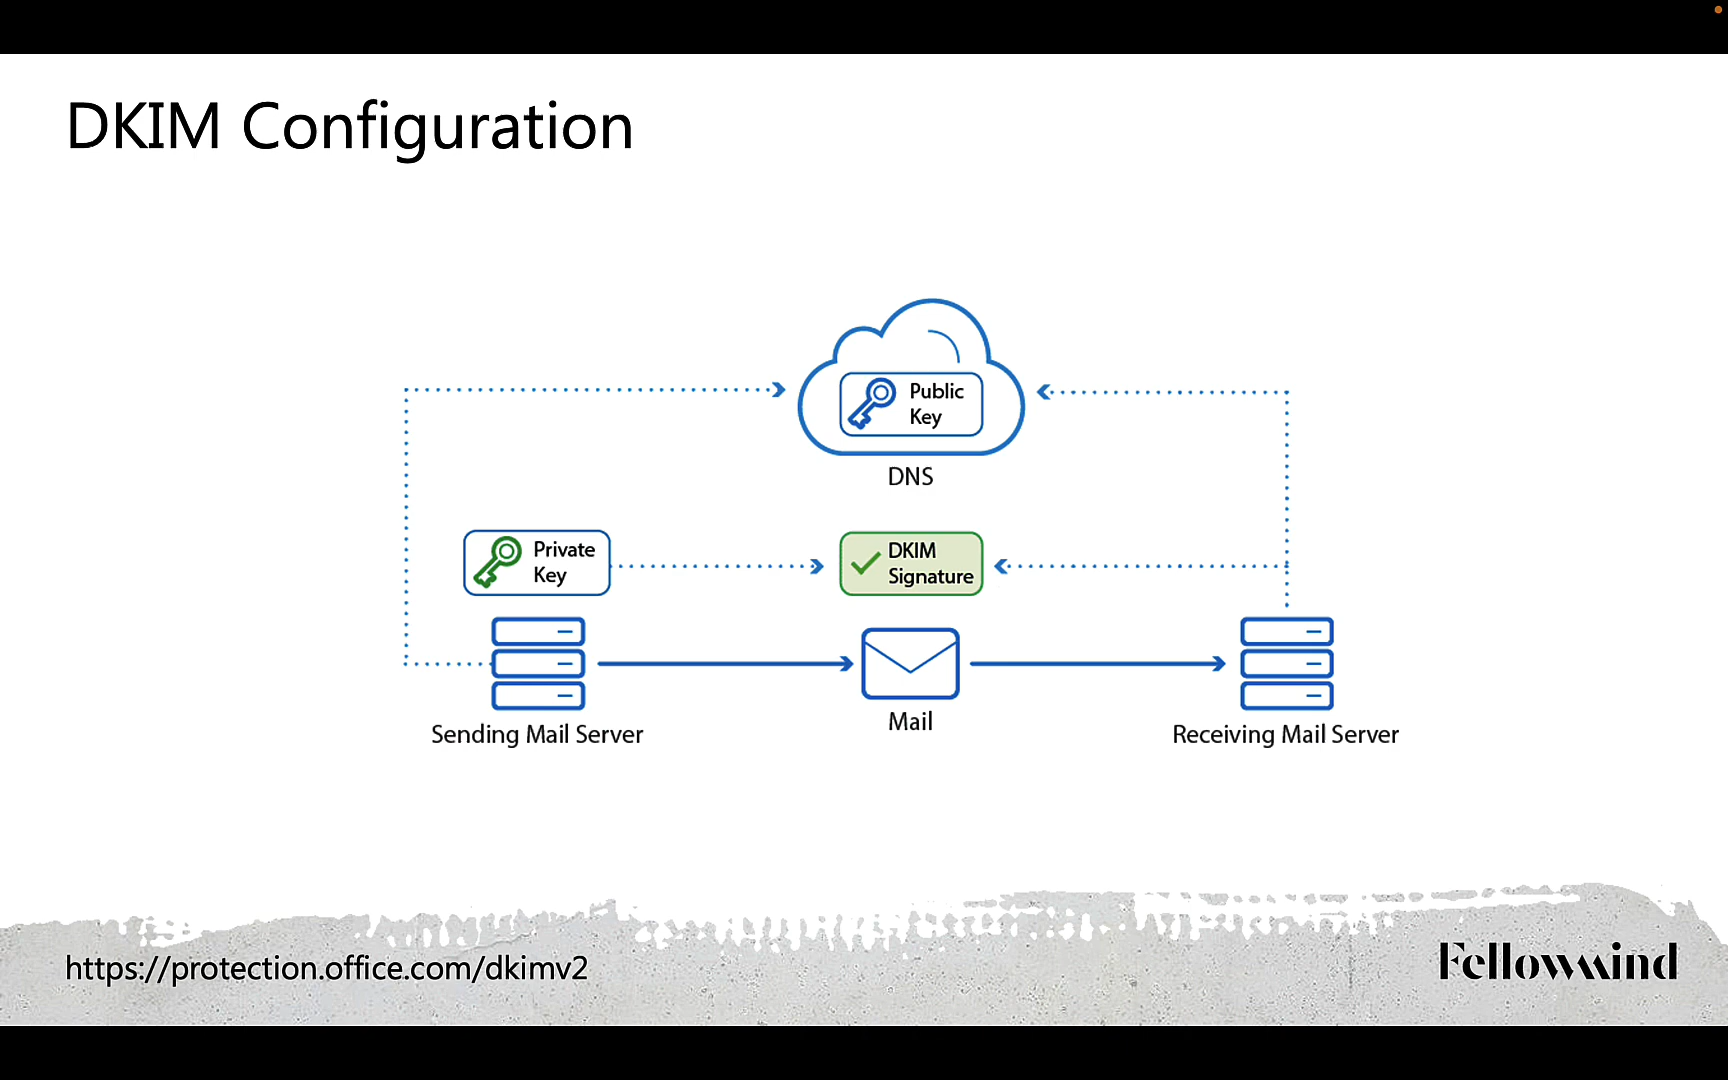 DKIM Configuration
Public
Key
DNS
Private
Key
DKIM
Signature
Sending Mail Server
Mail
Receiving Mail Server
https://protection.office.com/dkimv2
Fellowmind